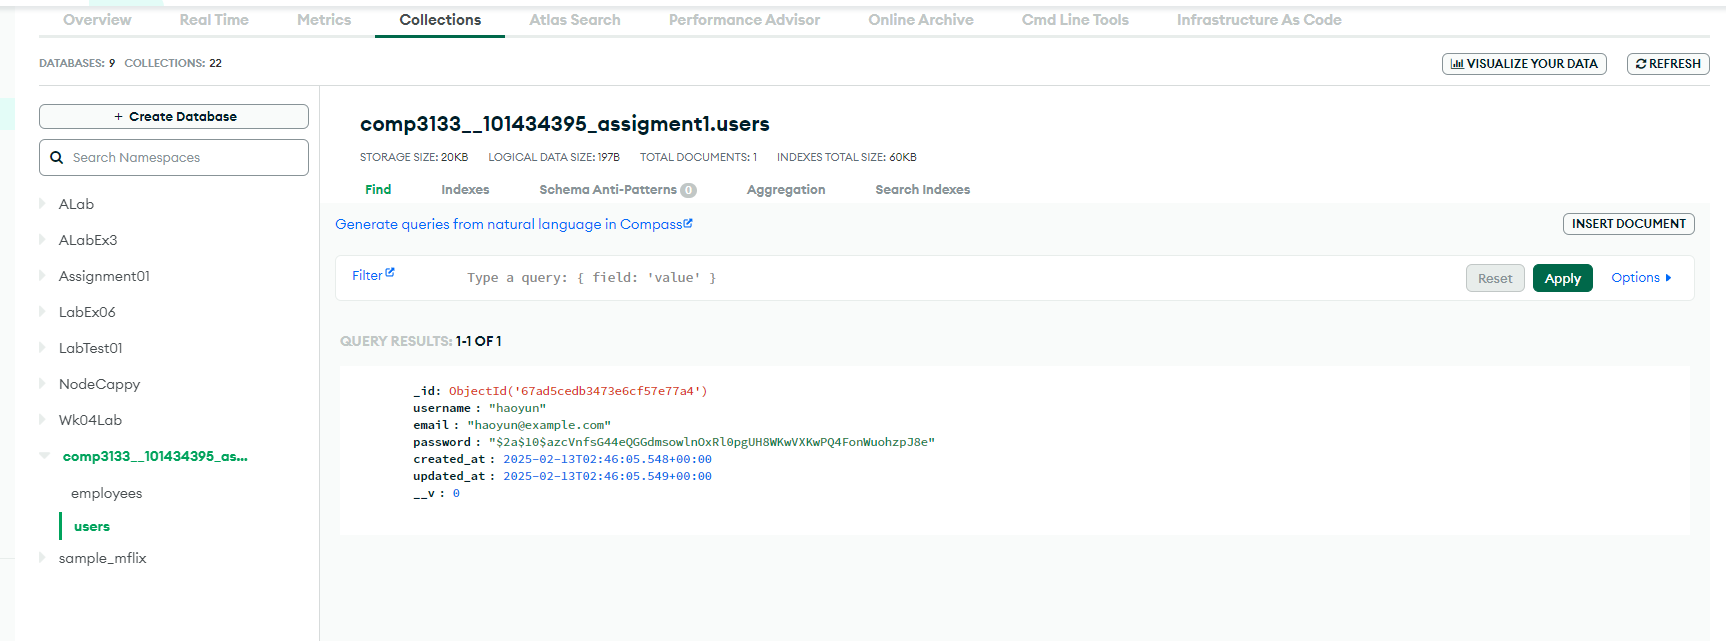 Overview Real Time Metrics Collections Atlas Search Performance Advisor Online Archive Cmd Line Tools Infrastructure As Code
DATABASES: 9 COLLECTIONS: 22
VISUALIZE YOUR DATA REFRESH
+ Create Database
Search Namespaces
ALab
ALabEx3
Assignment01
LabEx06
LabTest01
NodeCappy
Wk04Lab
comp3133__101434395_as...
employees
users
sample_mflix
comp3133__101434395_assigment1.users
STORAGE SIZE: 20KB LOGICAL DATA SIZE: 197B TOTAL DOCUMENTS: 1 INDEXES TOTAL SIZE: 60KB
Find Indexes Schema Anti-Patterns 0 Aggregation Search Indexes
Generate queries from natural language in Compass
INSERT DOCUMENT
Filter Type a query: { field: 'value' } Reset Apply Options
QUERY RESULTS: 1-1 OF 1
_id: ObjectId('67ad5cedb3473e6cf57e77a4')
username : "haoyun"
email : "haoyun@example.com"
password : "$2a$10$azcVnfsG44eQGGdmsowlnOxRl0pgUH8WKwVXKwPQ4FonWuohzpJ8e"
created_at : 2025-02-13T02:46:05.548+00:00
updated_at : 2025-02-13T02:46:05.549+00:00
__v : 0